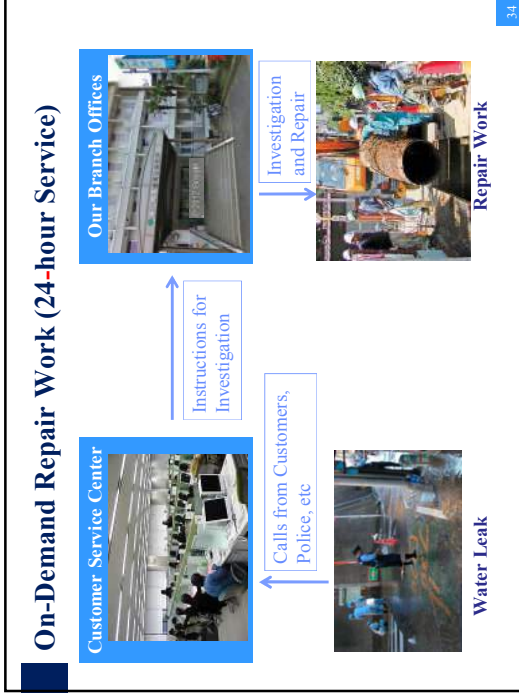 On-Demand Repair Work (24-hour Service)
Customer Service Center
Our Branch Offices
Instructions for
Investigation
Calls from Customers,
Police, etc
Investigation
and Repair
Water Leak
Repair Work
34